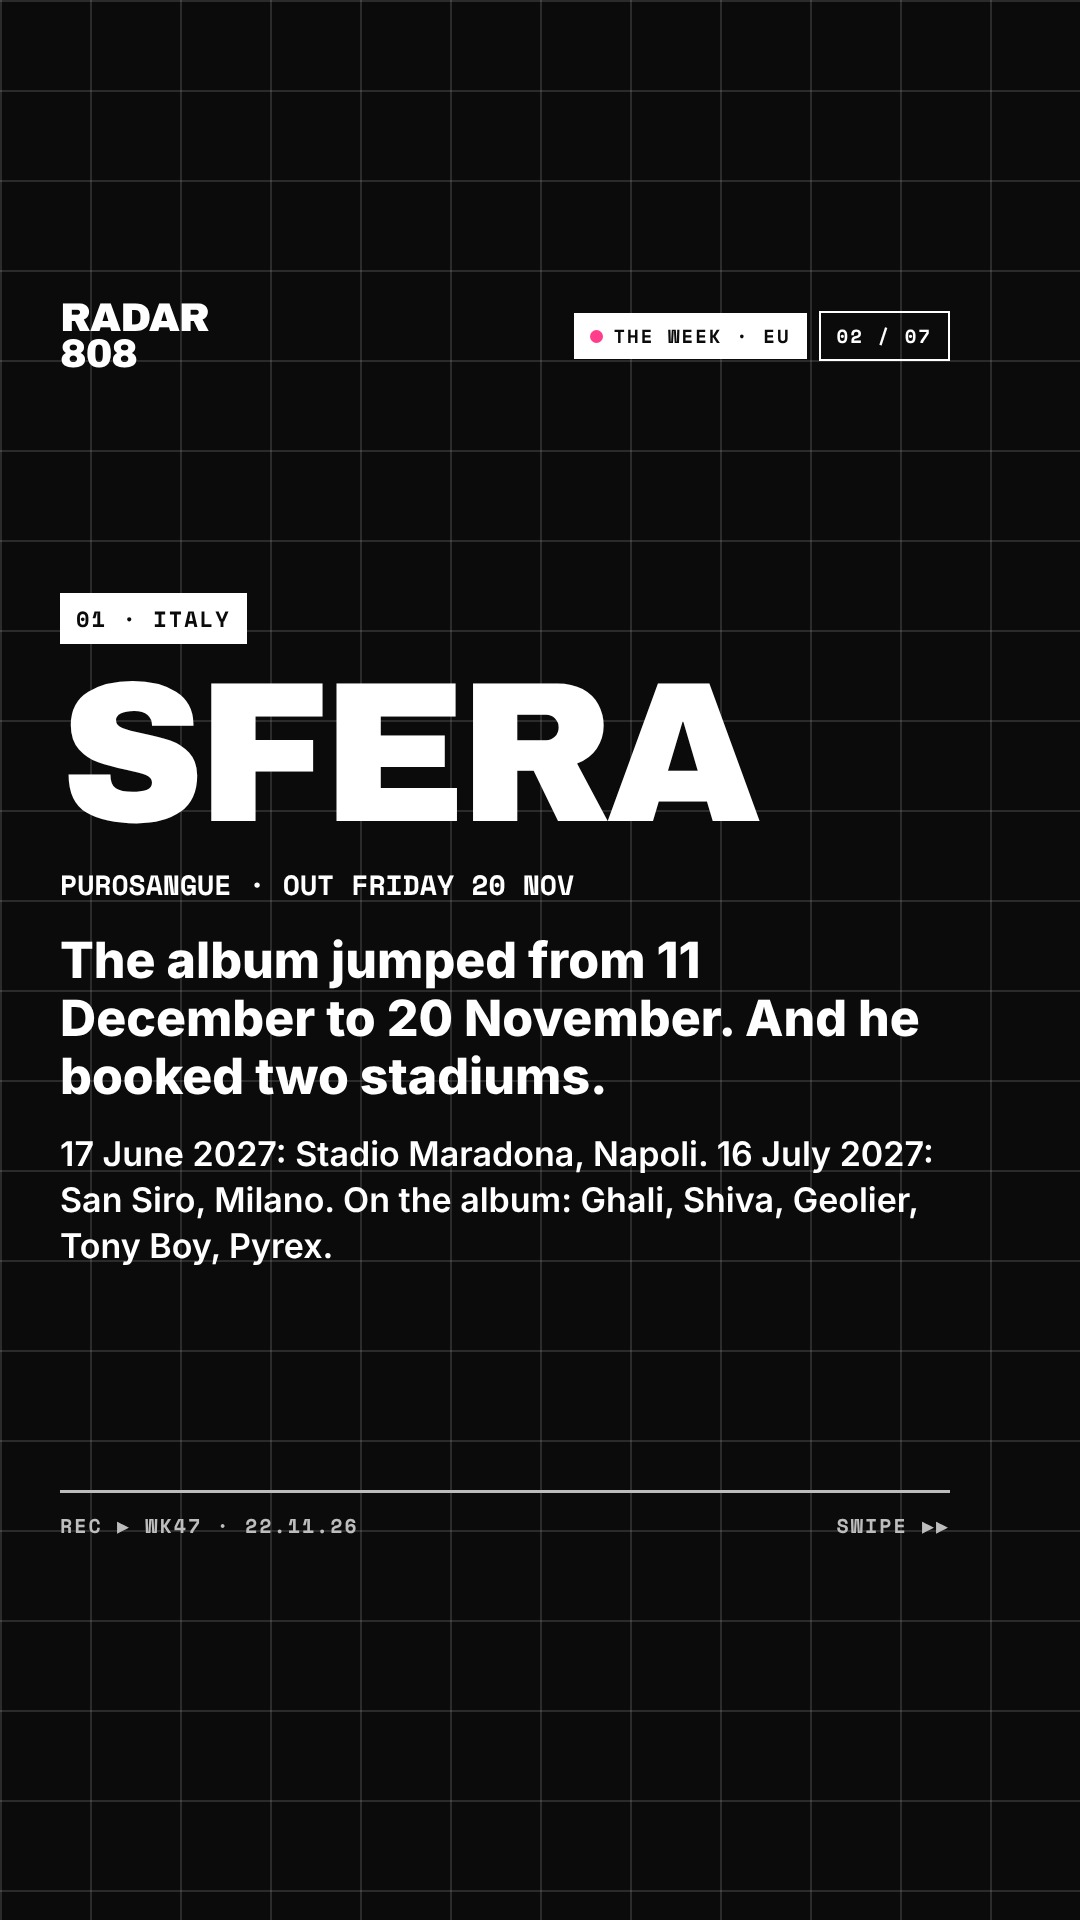 RADAR
808
THE WEEK · EU
02 / 07
01 · ITALY
SFERA
PUROSANGUE · OUT FRIDAY 20 NOV
The album jumped from 11
December to 20 November. And he
booked two stadiums.
17 June 2027: Stadio Maradona, Napoli. 16 July 2027:
San Siro, Milano. On the album: Ghali, Shiva, Geolier,
Tony Boy, Pyrex.
REC ▶ WK47 · 22.11.26
SWIPE ▶▶